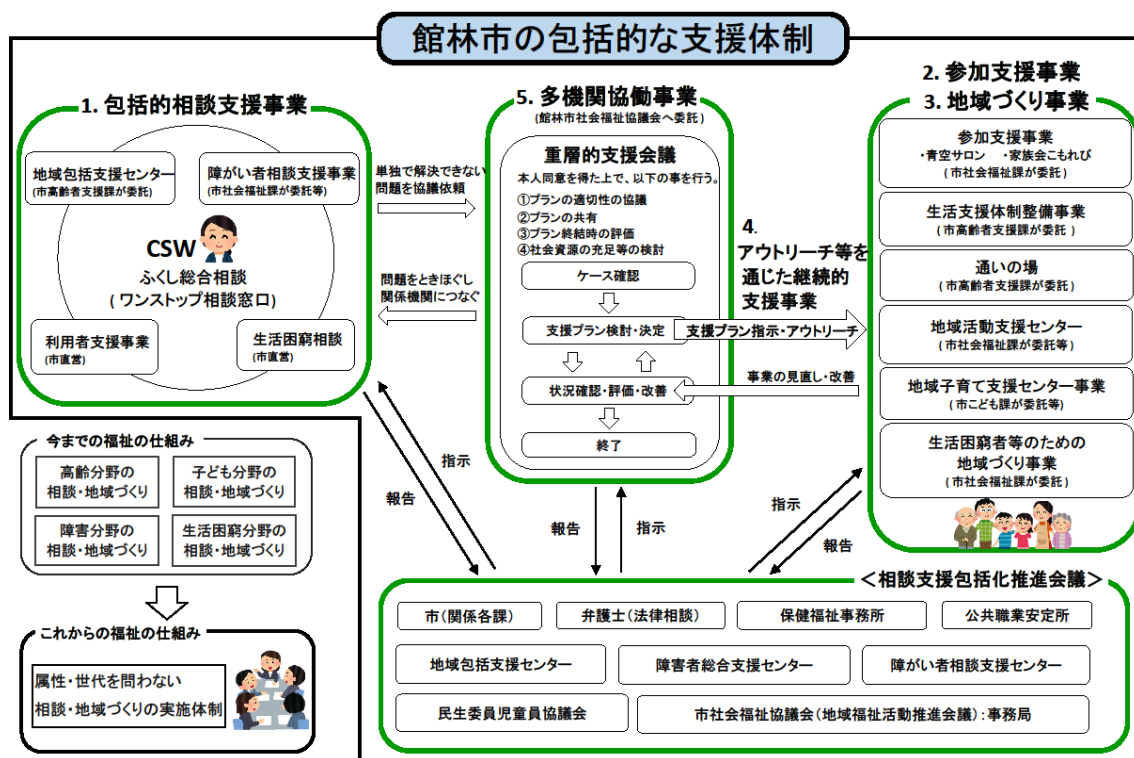 館林市の包括的な支援体制
1. 包括的相談支援事業
地域包括支援センター
(市高齢者支援課が委託)
障がい者相談支援事業
(市社会福祉課が委託等)
CSW
ふくし総合相談
(ワンストップ相談窓口)
利用者支援事業
(市直営)
生活困窮相談
(市直営)
単独で解決できない
問題を協議依頼
問題をときほぐし
関係機関につなぐ
5. 多機関協働事業
(館林市社会福祉協議会へ委託)
重層的支援会議
本人同意を得た上で、以下の事を行う。
①プランの適切性の協議
②プランの共有
③プラン終結時の評価
④社会資源の充足等の検討
ケース確認
支援プラン検討・決定
状況確認・評価・改善
終了
4.
アウトリーチ等を
通じた継続的
支援事業
支援プラン指示・アウトリーチ
事業の見直し・改善
2. 参加支援事業
3. 地域づくり事業
参加支援事業
・青空サロン ・家族会こもれび
(市社会福祉課が委託)
生活支援体制整備事業
(市高齢者支援課が委託)
通いの場
(市高齢者支援課が委託)
地域活動支援センター
(市社会福祉課が委託等)
地域子育て支援センター事業
(市こども課が委託等)
生活困窮者等のための
地域づくり事業
(市社会福祉課が委託)
今までの福祉の仕組み
高齢分野の
相談・地域づくり
子ども分野の
相談・地域づくり
障害分野の
相談・地域づくり
生活困窮分野の
相談・地域づくり
これからの福祉の仕組み
属性・世代を問わない
相談・地域づくりの実施体制
指示
報告
報告
指示
指示
報告
<相談支援包括化推進会議>
市(関係各課)
弁護士(法律相談)
保健福祉事務所
公共職業安定所
地域包括支援センター
障害者総合支援センター
障がい者相談支援センター
民生委員児童員協議会
市社会福祉協議会(地域福祉活動推進会議):事務局